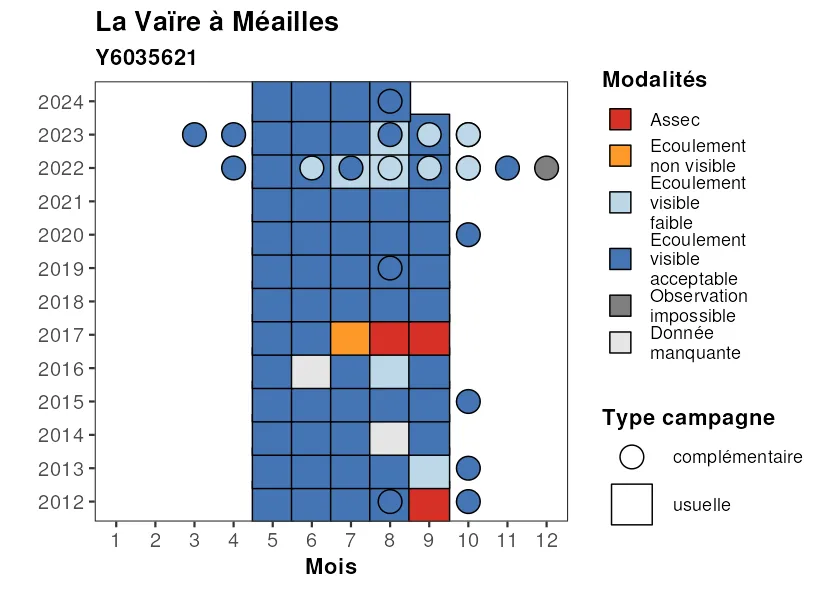 La Vaïre à Méailles
Y6035621
2024
2023
2022
2021
2020
2019
2018
2017
2016
2015
2014
2013
2012
1 2 3 4 5 6 7 8 9 10 11 12
Mois
Modalités
Assec
Ecoulement
non visible
Ecoulement
visible
faible
Ecoulement
visible
acceptable
Observation
impossible
Donnée
manquante
Type campagne
complémentaire
usuelle